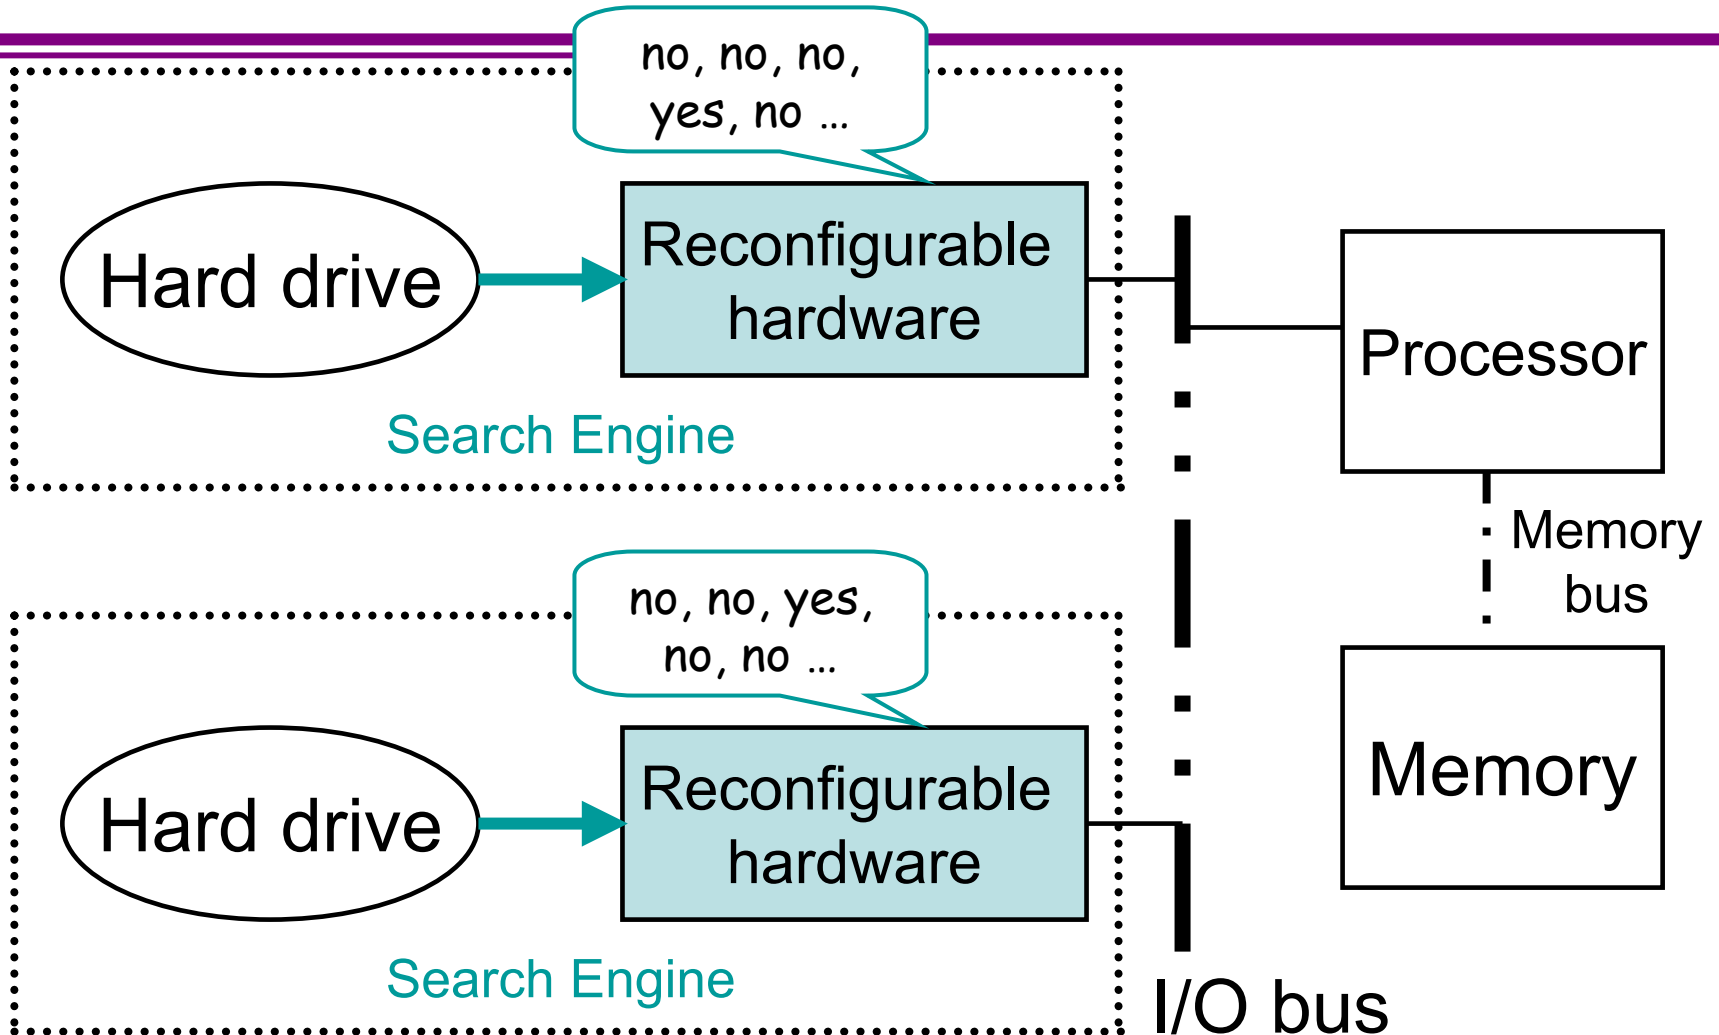 no, no, no,
yes, no ...
Hard drive
Reconfigurable
hardware
Search Engine
Processor
Memory
bus
no, no, yes,
no, no ...
Hard drive
Reconfigurable
hardware
Search Engine
Memory
I/O bus